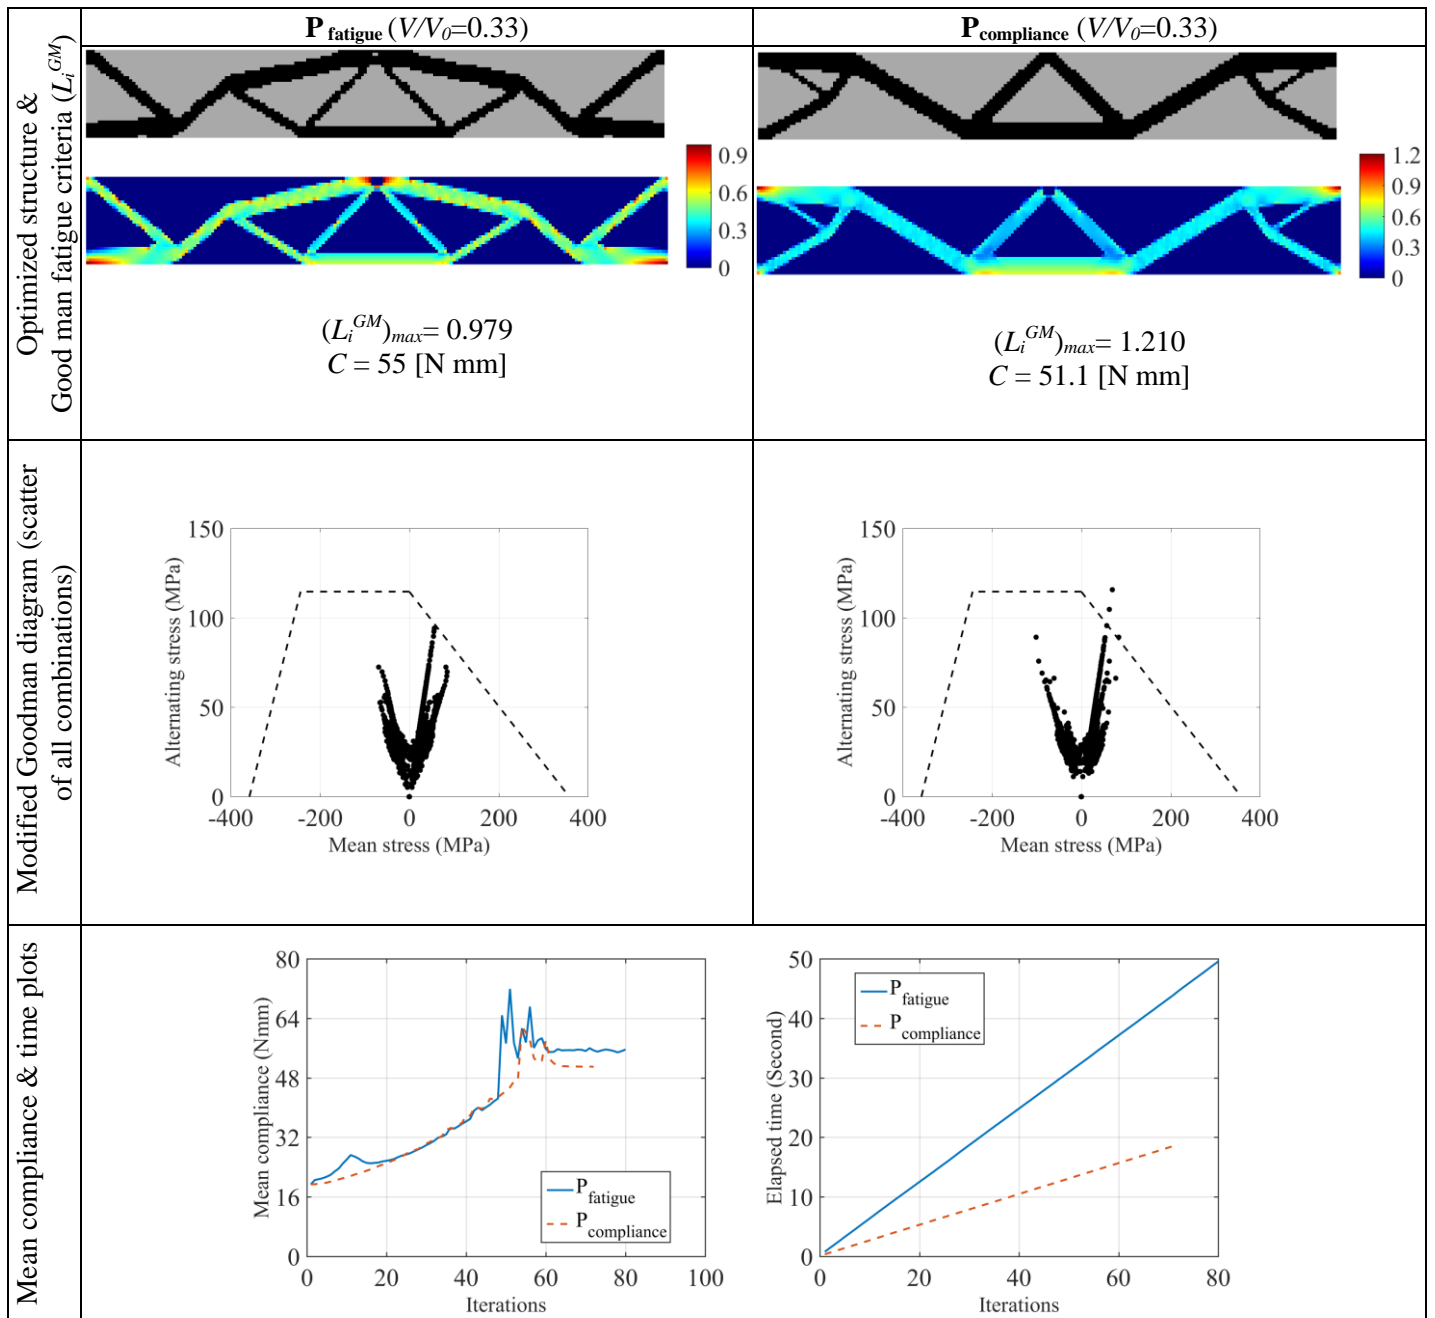 P fatigue (V/V0=0.33)
Pcompliance (V/V0=0.33)
Optimized structure &
Good man fatigue criteria (LiGM)
0.9
0.6
0.3
0
1.2
0.9
0.6
0.3
0
(LiGM)max= 0.979
C = 55 [N mm]
(LiGM)max= 1.210
C = 51.1 [N mm]
Modified Goodman diagram (scatter
of all combinations)
150
100
50
0
Alternating stress (MPa)
-400 -200 0 200 400
Mean stress (MPa)
150
100
50
0
Alternating stress (MPa)
-400 -200 0 200 400
Mean stress (MPa)
Mean compliance & time plots
80
64
48
32
16
0
Mean compliance (Nmm)
Pfatigue
Pcompliance
0 20 40 60 80 100
Iterations
50
40
30
20
10
0
Elapsed time (Second)
Pfatigue
Pcompliance
0 20 40 60 80
Iterations